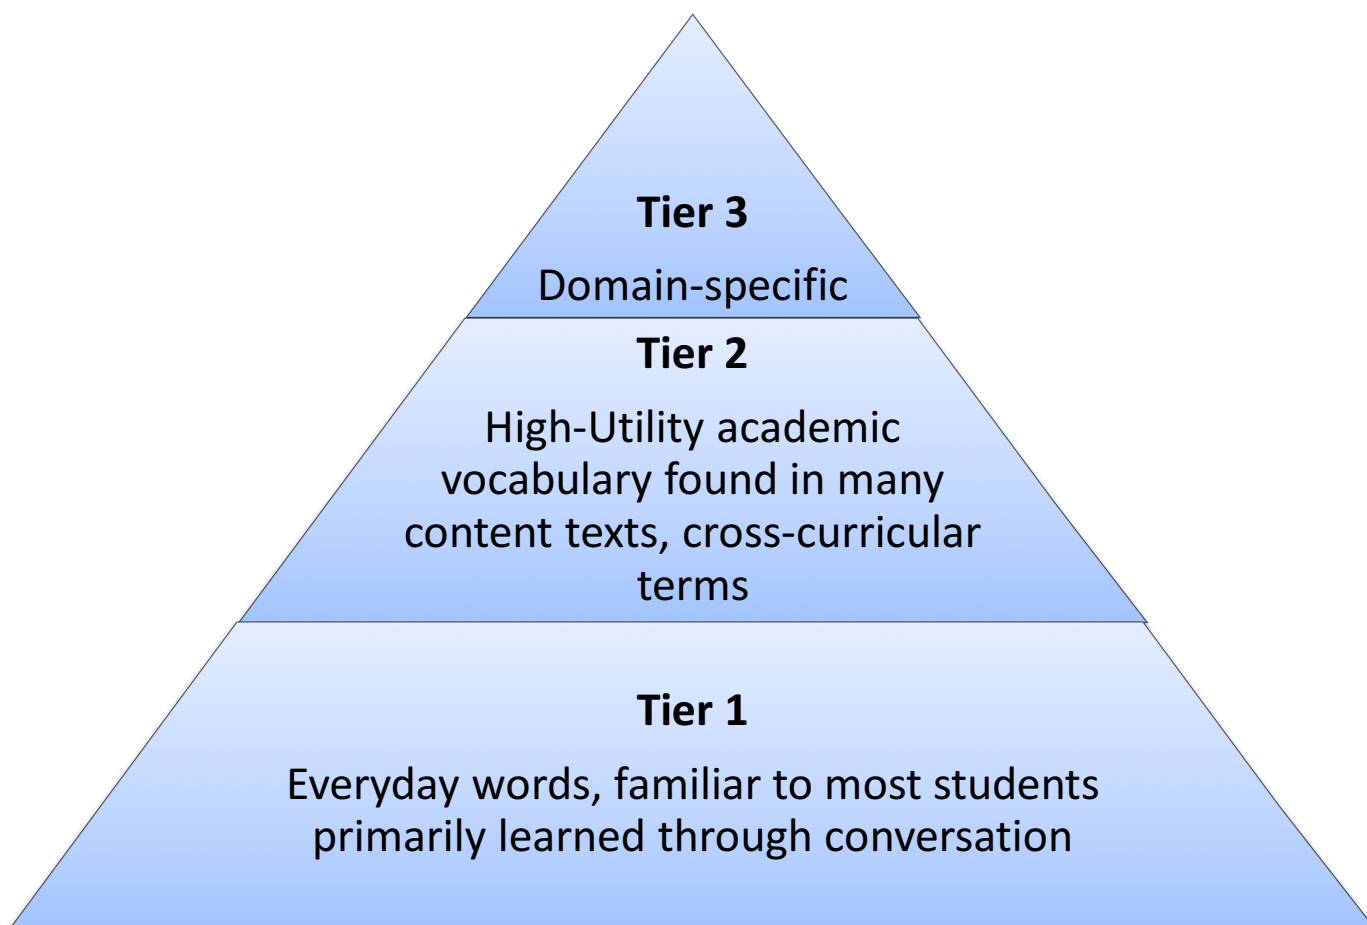 Tier 3
Domain-specific
Tier 2
High-Utility academic
vocabulary found in many
content texts, cross-curricular
terms
Tier 1
Everyday words, familiar to most students
primarily learned through conversation